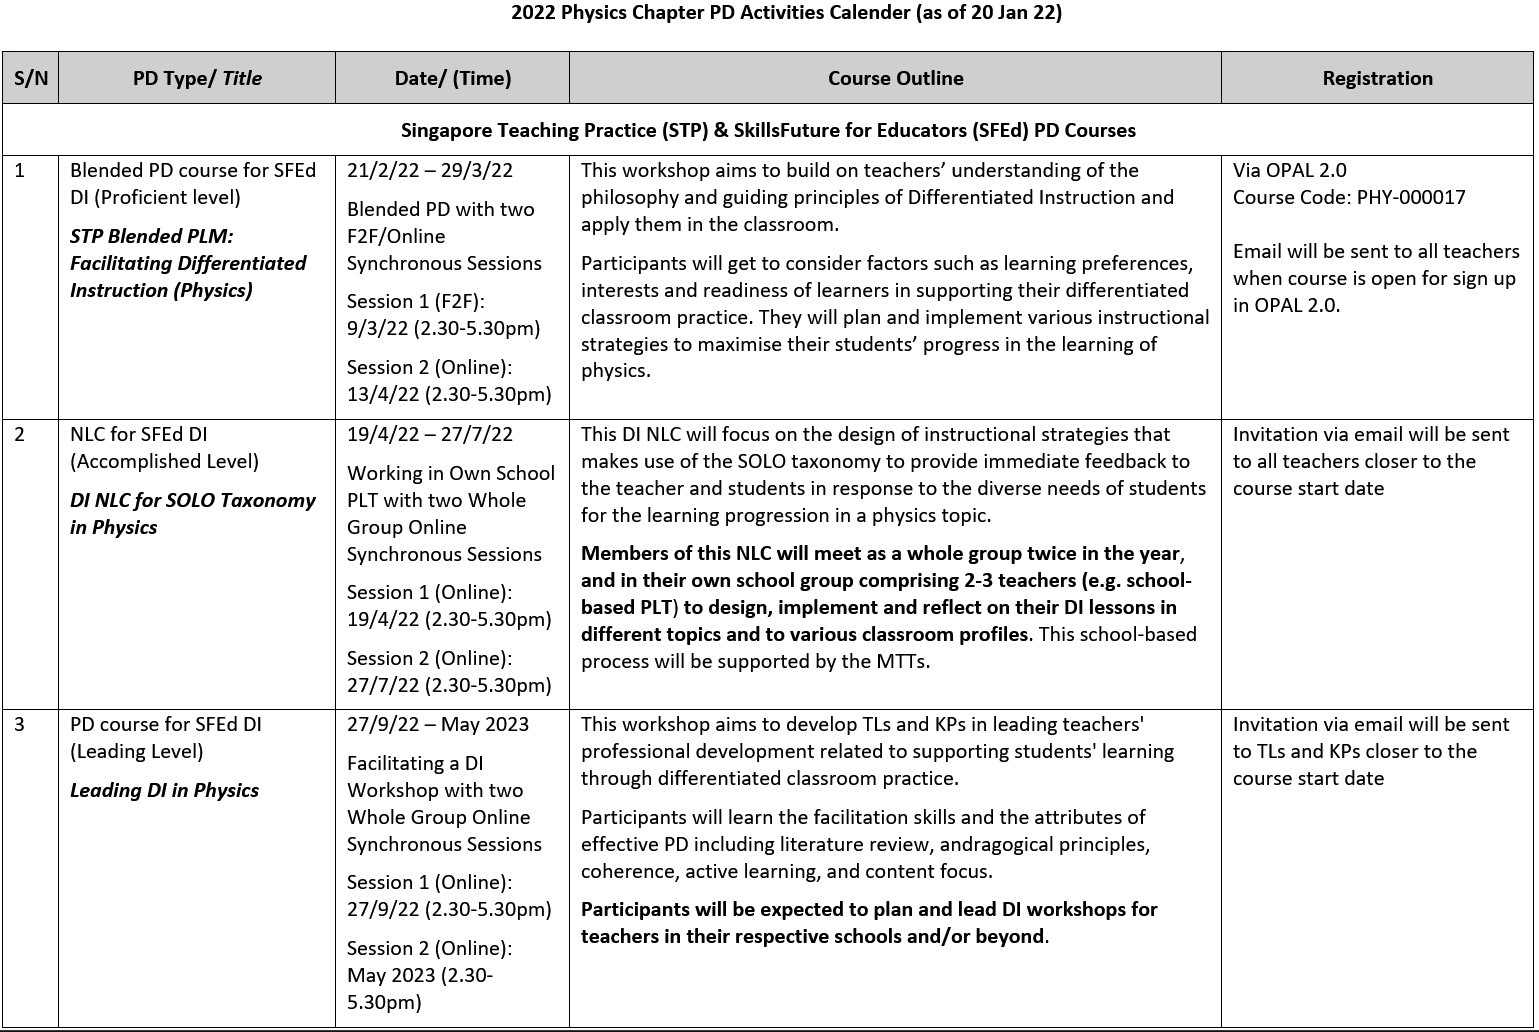 2022 Physics Chapter PD Activities Calender (as of 20 Jan 22)
S/N
PD Type/ Title
Date/ (Time)
Course Outline
Registration
Singapore Teaching Practice (STP) & SkillsFuture for Educators (SFEd) PD Courses
1
Blended PD course for SFEd
DI (Proficient level)
STP Blended PLM:
Facilitating Differentiated
Instruction (Physics)
21/2/22 – 29/3/22
Blended PD with two
F2F/Online
Synchronous Sessions
Session 1 (F2F):
9/3/22 (2.30-5.30pm)
Session 2 (Online):
13/4/22 (2.30-5.30pm)
This workshop aims to build on teachers’ understanding of the
philosophy and guiding principles of Differentiated Instruction and
apply them in the classroom.
Participants will get to consider factors such as learning preferences,
interests and readiness of learners in supporting their differentiated
classroom practice. They will plan and implement various instructional
strategies to maximise their students’ progress in the learning of
physics.
Via OPAL 2.0
Course Code: PHY-000017
Email will be sent to all teachers
when course is open for sign up
in OPAL 2.0.
2
NLC for SFEd DI
(Accomplished Level)
DI NLC for SOLO Taxonomy
in Physics
19/4/22 – 27/7/22
Working in Own School
PLT with two Whole
Group Online
Synchronous Sessions
Session 1 (Online):
19/4/22 (2.30-5.30pm)
Session 2 (Online):
27/7/22 (2.30-5.30pm)
This DI NLC will focus on the design of instructional strategies that
makes use of the SOLO taxonomy to provide immediate feedback to
the teacher and students in response to the diverse needs of students
for the learning progression in a physics topic.
Members of this NLC will meet as a whole group twice in the year,
and in their own school group comprising 2-3 teachers (e.g. school-
based PLT) to design, implement and reflect on their DI lessons in
different topics and to various classroom profiles. This school-based
process will be supported by the MTTs.
Invitation via email will be sent
to all teachers closer to the
course start date
3
PD course for SFEd DI
(Leading Level)
Leading DI in Physics
27/9/22 – May 2023
Facilitating a DI
Workshop with two
Whole Group Online
Synchronous Sessions
Session 1 (Online):
27/9/22 (2.30-5.30pm)
Session 2 (Online):
May 2023 (2.30-
5.30pm)
This workshop aims to develop TLs and KPs in leading teachers'
professional development related to supporting students' learning
through differentiated classroom practice.
Participants will learn the facilitation skills and the attributes of
effective PD including literature review, andragogical principles,
coherence, active learning, and content focus.
Participants will be expected to plan and lead DI workshops for
teachers in their respective schools and/or beyond.
Invitation via email will be sent
to TLs and KPs closer to the
course start date